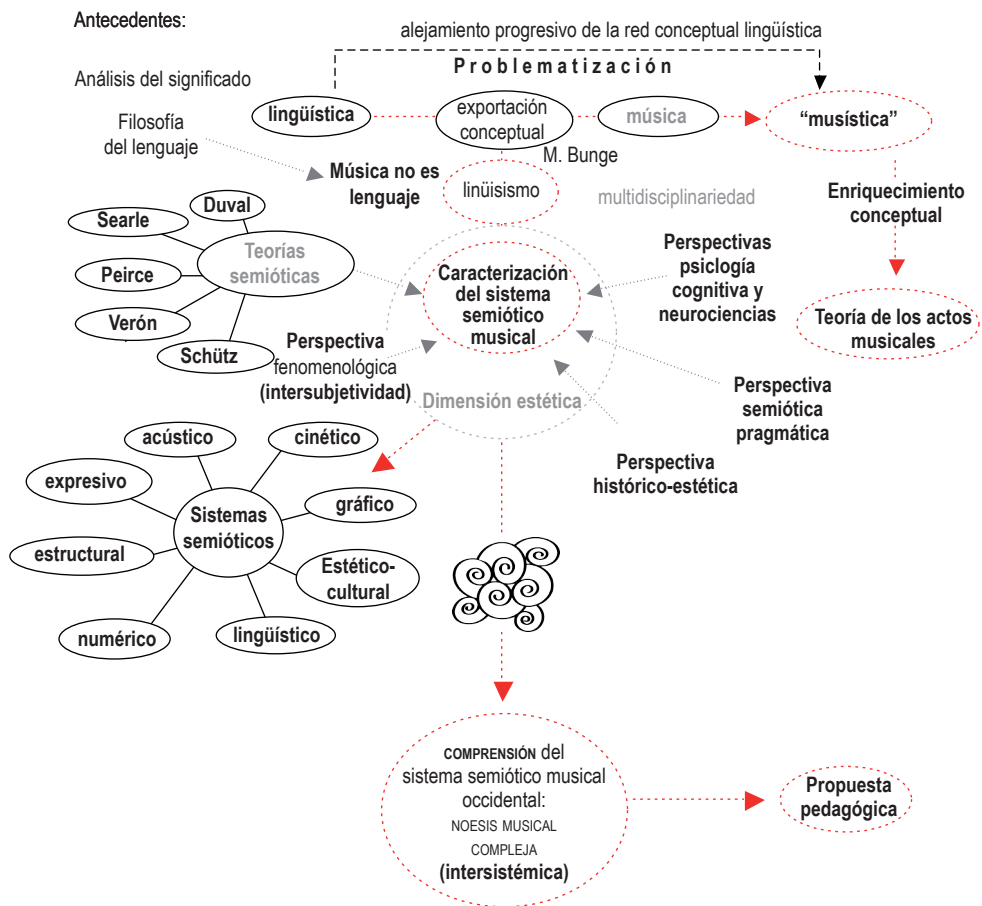 Antecedentes:
alejamiento progresivo de la red conceptual lingüística
Problematización
Análisis del significado
lingüística
exportación
conceptual
música
“musística”
Filosofía
del lenguaje
M. Bunge
Música no es
lenguaje
linüisismo
multidisciplinariedad
Enriquecimiento
conceptual
Searle
Duval
Teorías
semióticas
Peirce
Verón
Schütz
Caracterización
del sistema
semiótico
musical
Perspectivas
psiclogía
cognitiva y
neurociencias
Teoría de los actos
musicales
Perspectiva
fenomenológica
(intersubjetividad)
Dimensión estética
Perspectiva
semiótica
pragmática
Perspectiva
histórico-estética
acústico
cinético
expresivo
gráfico
Sistemas
semióticos
estructural
Estético-
cultural
numérico
lingüístico
COMPRENSIÓN del
sistema semiótico musical
occidental:
NOESIS MUSICAL
COMPLEJA
(intersistémica)
Propuesta
pedagógica